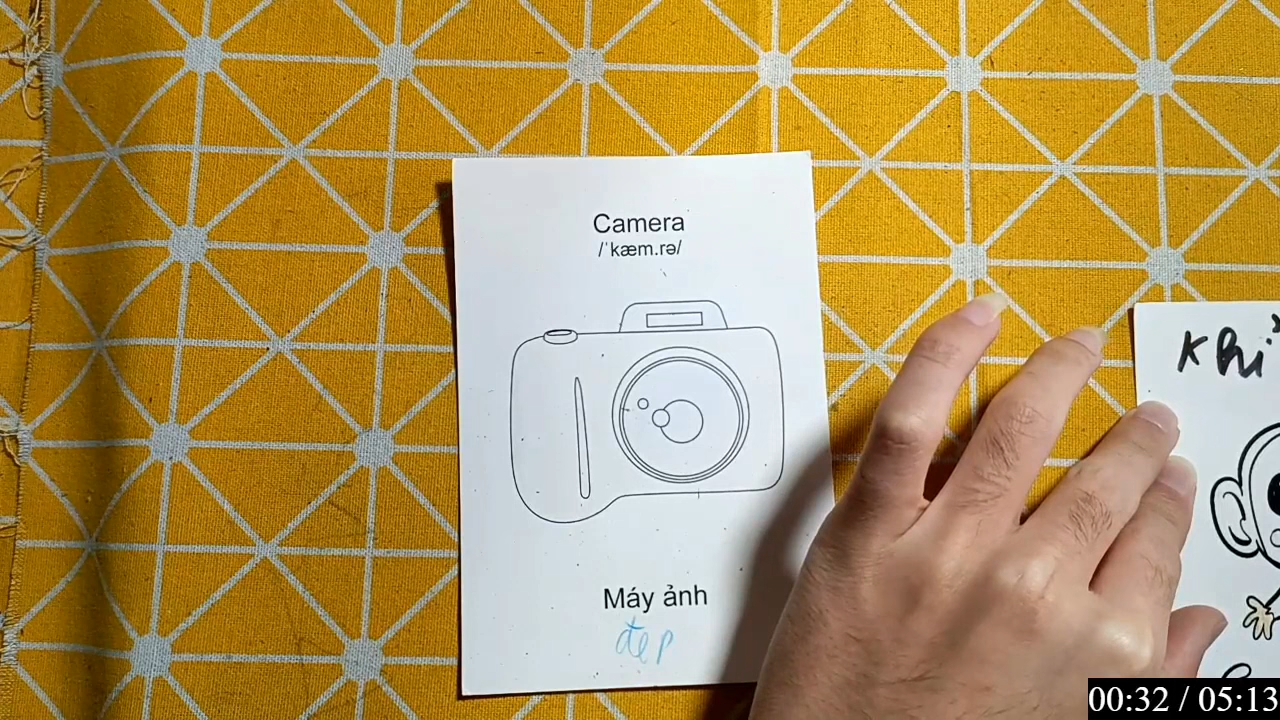 Camera
/ˈkæm.rə/
Máy ảnh
đẹp
Khỉ
00:32 / 05:13